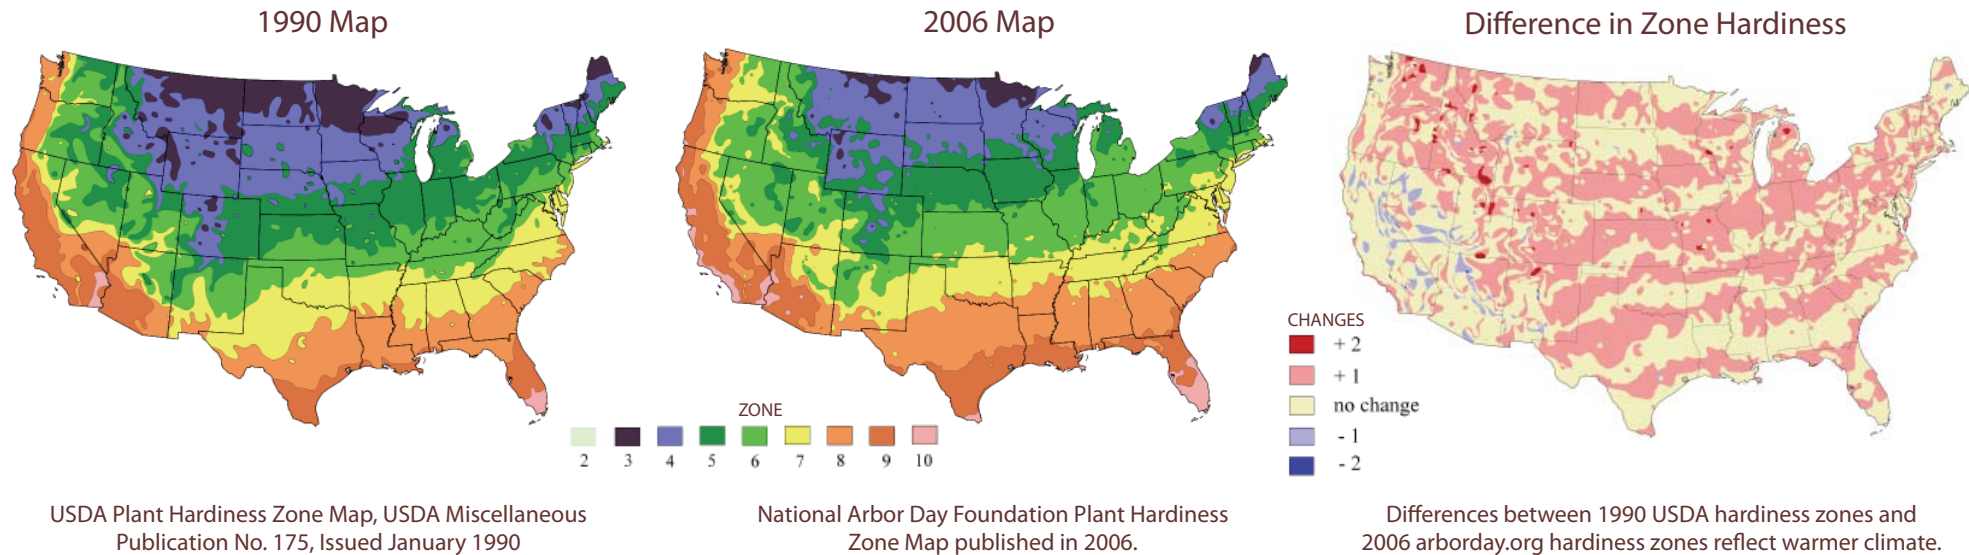 1990 Map
2006 Map
Difference in Zone Hardiness
ZONE
2 3 4 5 6 7 8 9 10
CHANGES
+ 2
+ 1
no change
- 1
- 2
USDA Plant Hardiness Zone Map, USDA Miscellaneous
Publication No. 175, Issued January 1990
National Arbor Day Foundation Plant Hardiness
Zone Map published in 2006.
Differences between 1990 USDA hardiness zones and
2006 arborday.org hardiness zones reflect warmer climate.